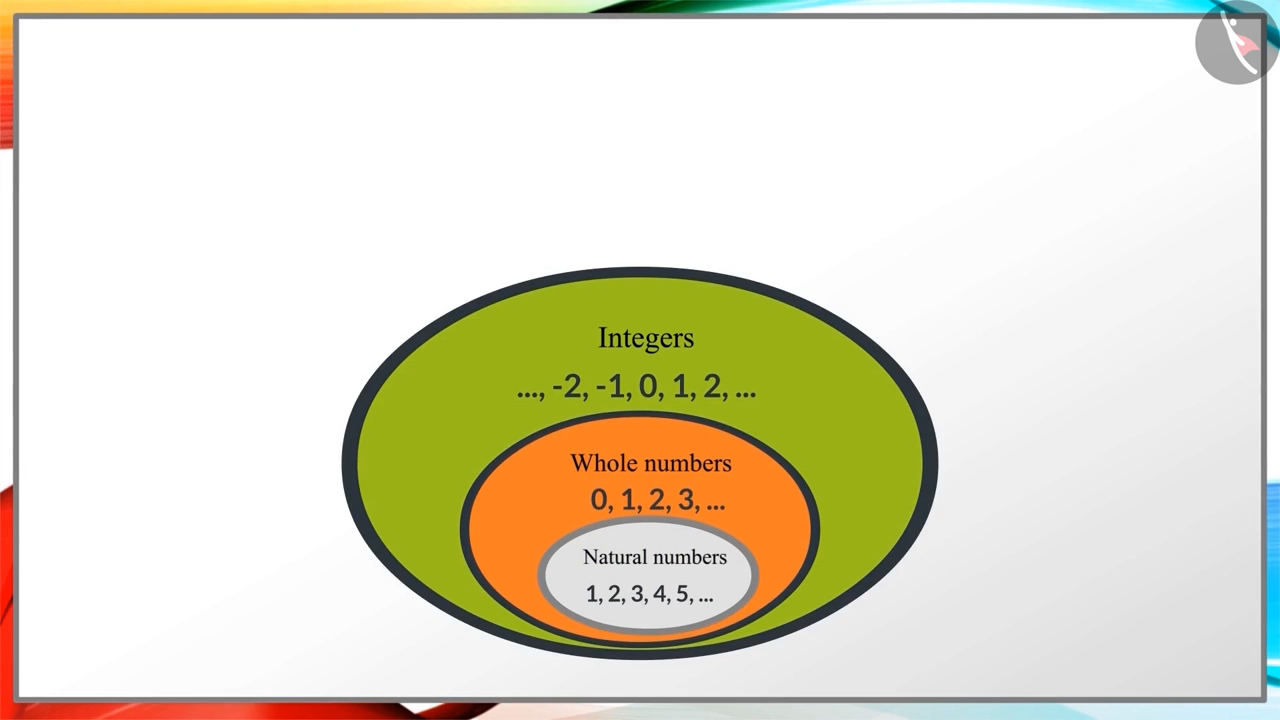 Integers
..., -2, -1, 0, 1, 2, ...
Whole numbers
0, 1, 2, 3, ...
Natural numbers
1, 2, 3, 4, 5, ...